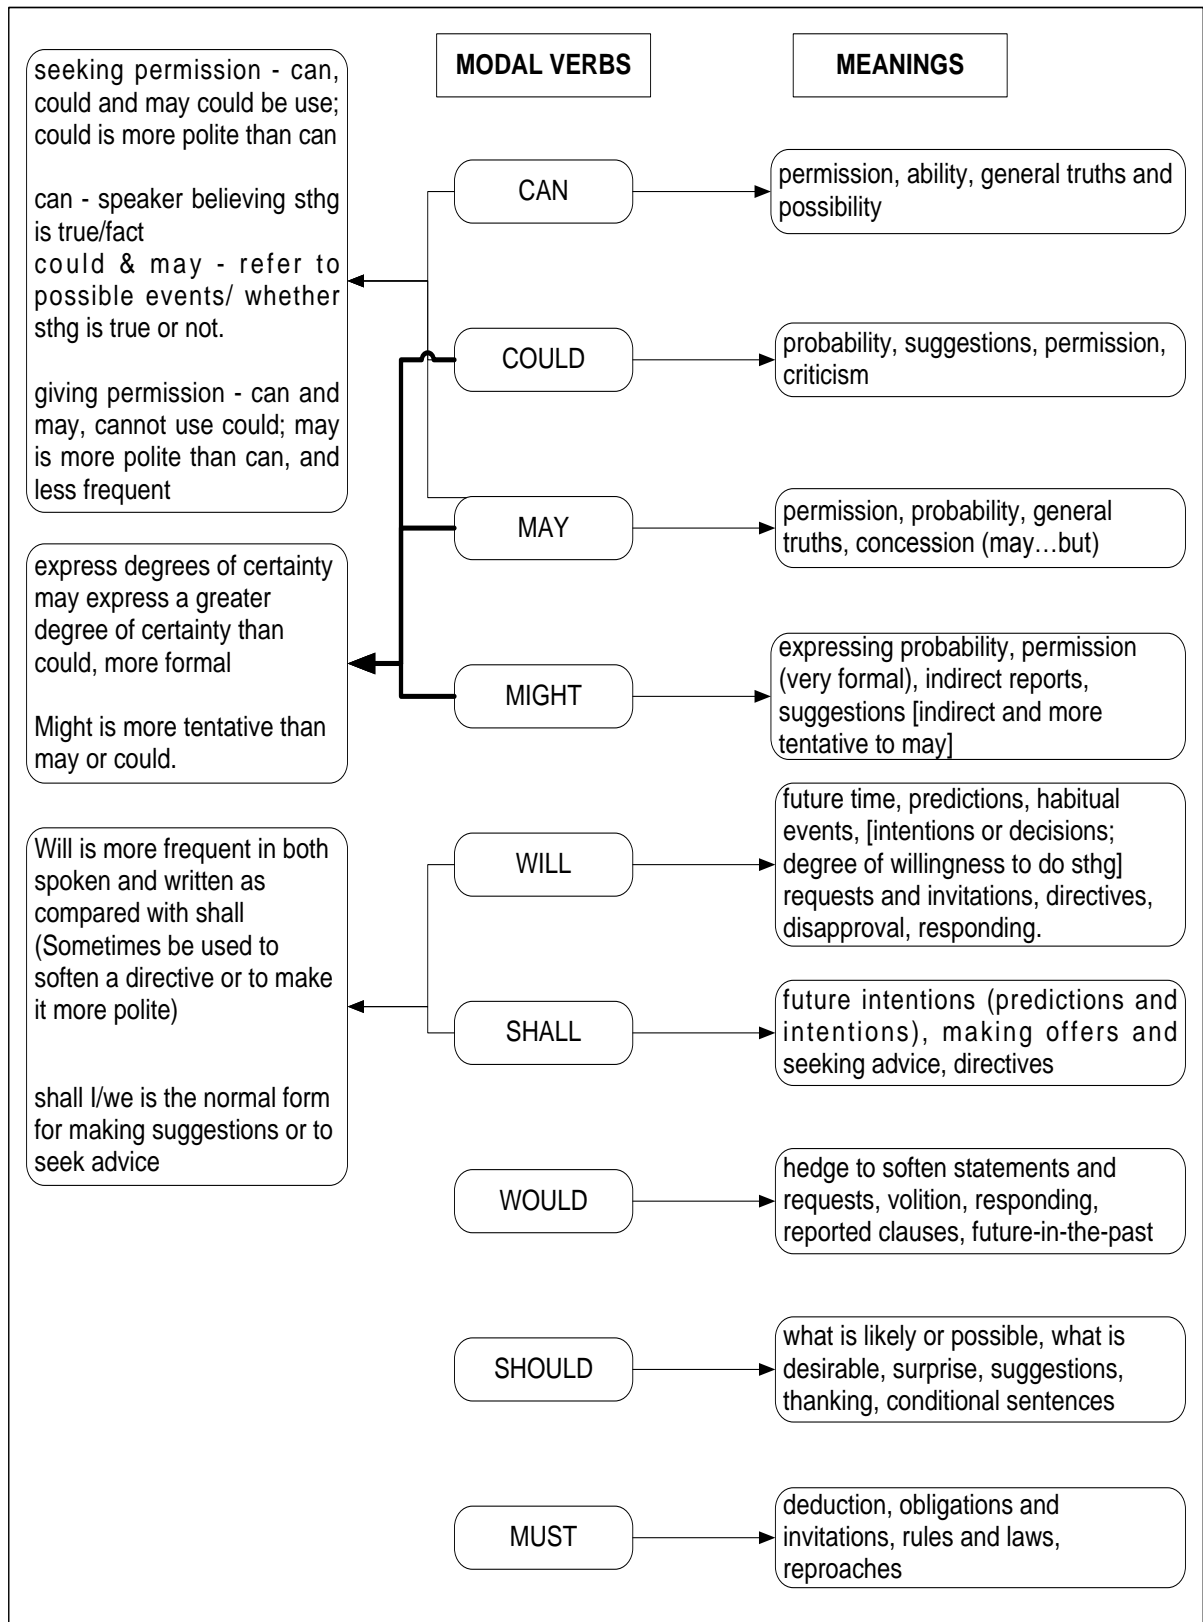 seeking permission - can,
could and may could be use;
could is more polite than can
can - speaker believing sthg
is true/fact
could & may - refer to
possible events/ whether
sthg is true or not.
giving permission - can and
may, cannot use could; may
is more polite than can, and
less frequent
express degrees of certainty
may express a greater
degree of certainty than
could, more formal
Might is more tentative than
may or could.
Will is more frequent in both
spoken and written as
compared with shall
(Sometimes be used to
soften a directive or to make
it more polite)
shall I/we is the normal form
for making suggestions or to
seek advice
MODAL VERBS
MEANINGS
CAN
permission, ability, general truths and
possibility
COULD
probability, suggestions, permission,
criticism
MAY
permission, probability, general
truths, concession (may…but)
MIGHT
expressing probability, permission
(very formal), indirect reports,
suggestions [indirect and more
tentative to may]
WILL
future time, predictions, habitual
events, [intentions or decisions;
degree of willingness to do sthg]
requests and invitations, directives,
disapproval, responding.
SHALL
future intentions (predictions and
intentions), making offers and
seeking advice, directives
WOULD
hedge to soften statements and
requests, volition, responding,
reported clauses, future-in-the-past
SHOULD
what is likely or possible, what is
desirable, surprise, suggestions,
thanking, conditional sentences
MUST
deduction, obligations and
invitations, rules and laws,
reproaches